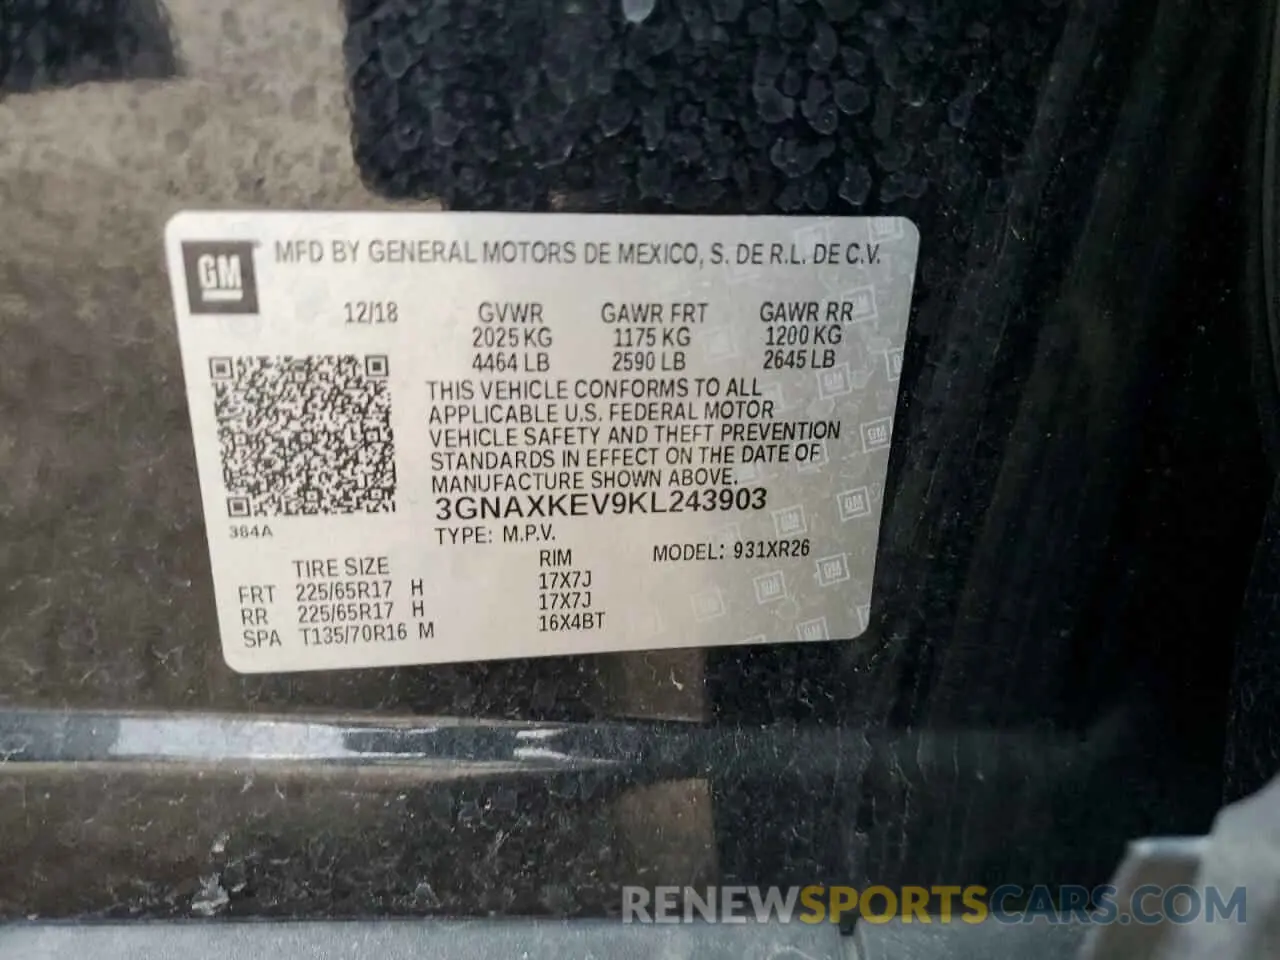 GM MFD BY GENERAL MOTORS DE MEXICO, S. DE R.L. DE C.V.
12/18 GVWR GAWR FRT GAWR RR
2025 KG 1175 KG 1200 KG
4464 LB 2590 LB 2645 LB
THIS VEHICLE CONFORMS TO ALL
APPLICABLE U.S. FEDERAL MOTOR
VEHICLE SAFETY AND THEFT PREVENTION
STANDARDS IN EFFECT ON THE DATE OF
MANUFACTURE SHOWN ABOVE.
3GNAXKEV9KL243903
384A
TYPE: M.P.V.
TIRE SIZE RIM MODEL: 931XR26
FRT 225/65R17 H 17X7J
RR 225/65R17 H 17X7J
SPA T135/70R16 M 16X4BT
RENEWSPORTSCARS.COM